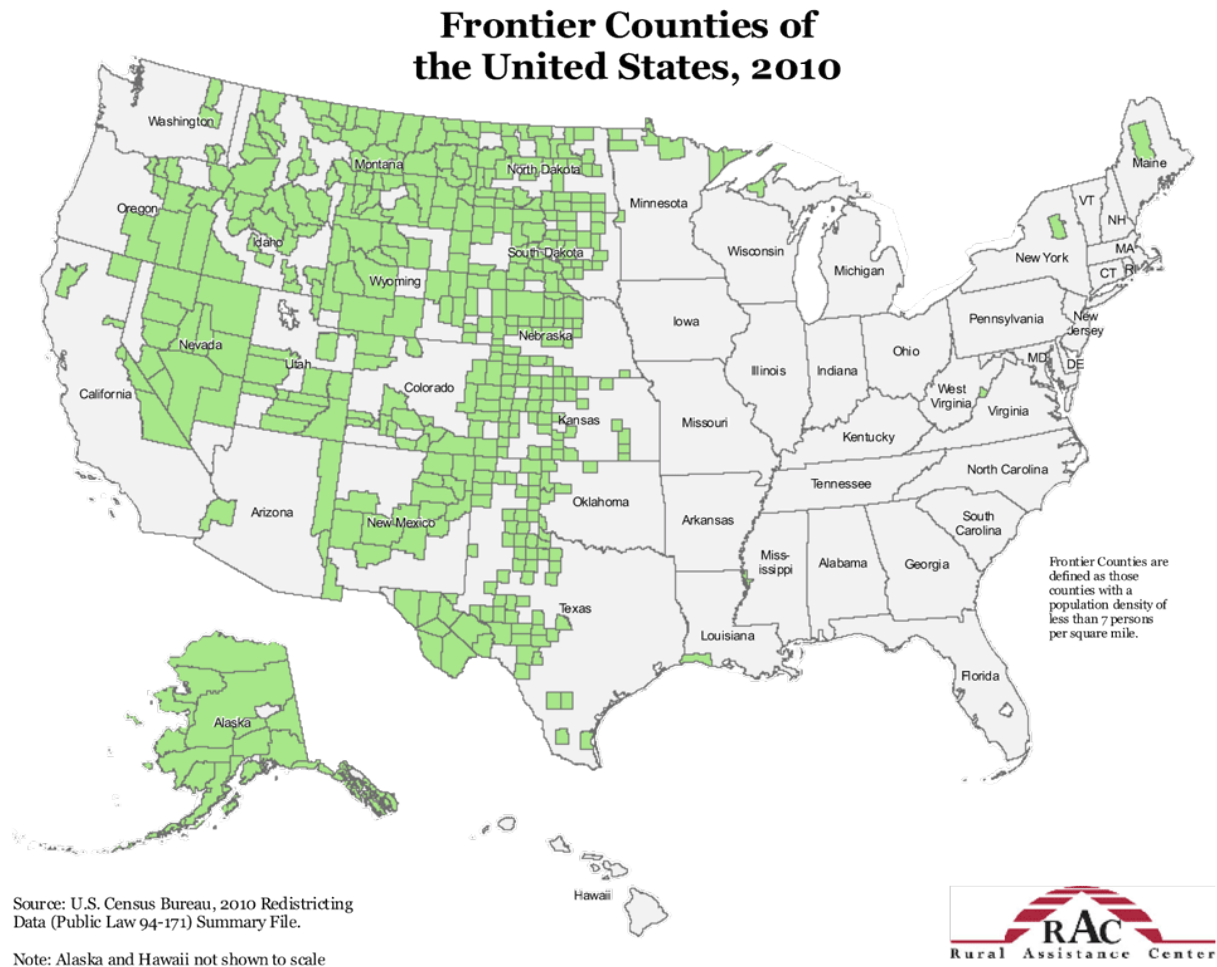 Frontier Counties of
the United States, 2010
Washington
Montana
North Dakota
Maine
Oregon
Minnesota
VT
NH
Idaho
South Dakota
Wisconsin
Michigan
New York
MA
CT
RI
Wyoming
Iowa
Pennsylvania
New
Jersey
Nevada
Nebraska
Ohio
Utah
Illinois
Indiana
MD
DE
California
Colorado
West
Virginia
Virginia
Kansas
Missouri
Kentucky
North Carolina
Tennessee
Arizona
New Mexico
Oklahoma
Arkansas
South
Carolina
Miss-
issippi
Alabama
Georgia
Frontier Counties are
defined as those
counties with a
population density of
less than 7 persons
per square mile.
Texas
Louisiana
Florida
Alaska
Hawaii
Source: U.S. Census Bureau, 2010 Redistricting
Data (Public Law 94-171) Summary File.
Note: Alaska and Hawaii not shown to scale
RAC
Rural Assistance Center